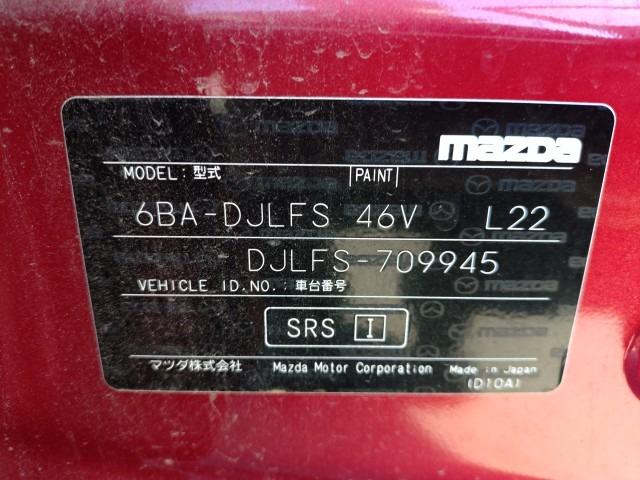 mazda
MODEL: 型式 PAINT
6BA-DJLFS 46V L22
DJLFS-709945
VEHICLE ID.NO.: 車台番号
SRS I
マツダ株式会社 Mazda Motor Corporation Made in Japan
(D10A)